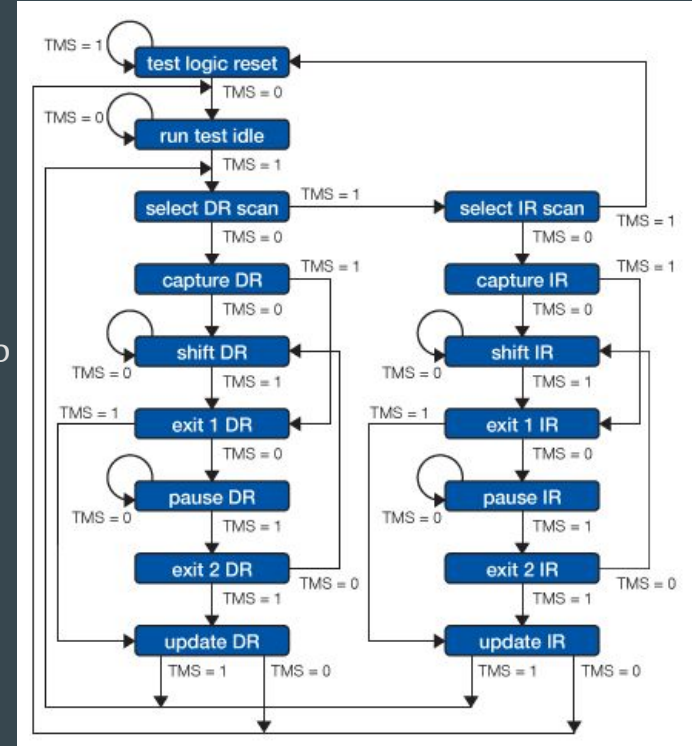 TMS = 1
test logic reset
TMS = 0
TMS = 0
run test idle
TMS = 1
select DR scan
TMS = 1
select IR scan
TMS = 1
TMS = 0
TMS = 0
capture DR
TMS = 1
capture IR
TMS = 1
TMS = 0
TMS = 0
shift DR
shift IR
TMS = 0
TMS = 1
TMS = 0
TMS = 1
TMS = 1
exit 1 DR
TMS = 1
exit 1 IR
TMS = 0
TMS = 0
pause DR
pause IR
TMS = 0
TMS = 1
TMS = 0
TMS = 1
exit 2 DR
TMS = 0
exit 2 IR
TMS = 0
TMS = 1
TMS = 1
update DR
update IR
TMS = 1
TMS = 0
TMS = 1
TMS = 0